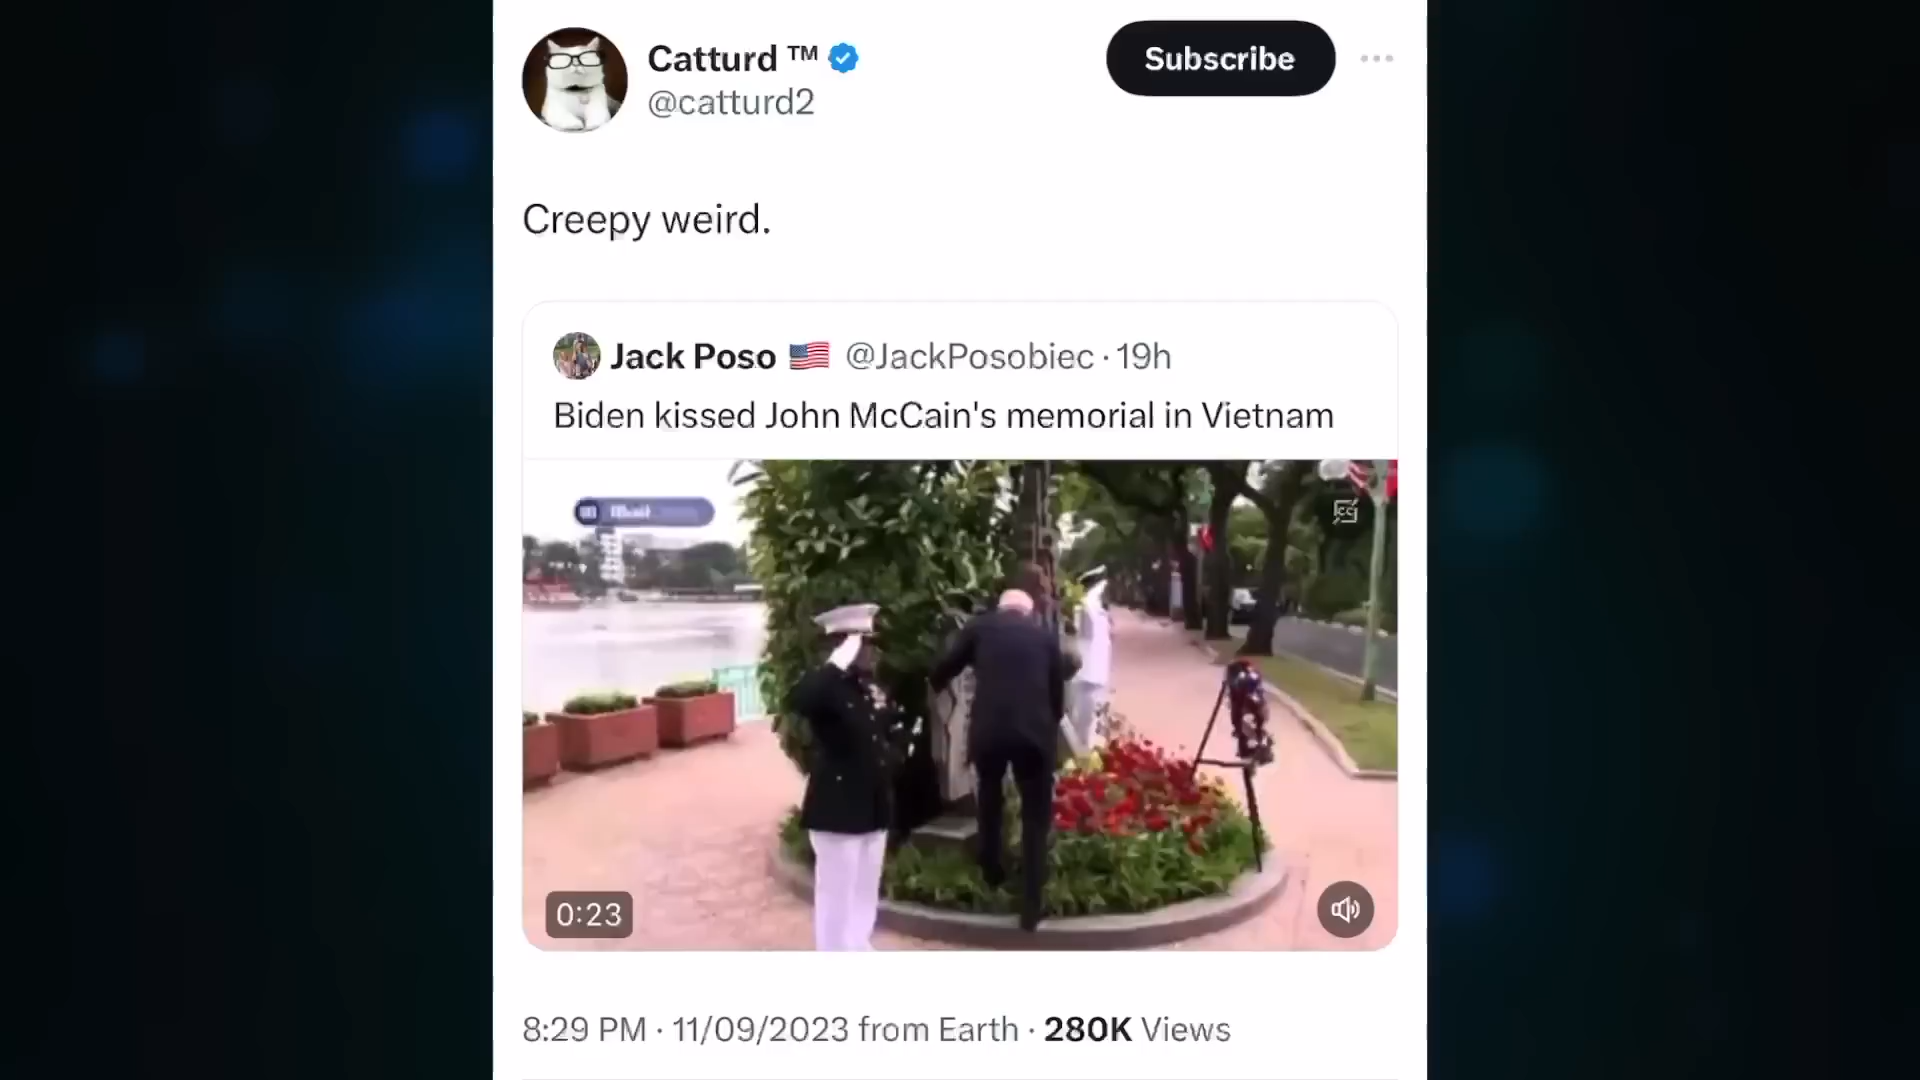 Catturd ™
Subscribe
@catturd2
Creepy weird.
Jack Poso 🇺🇸 @JackPosobiec · 19h
Biden kissed John McCain's memorial in Vietnam
CC
0:23
8:29 PM · 11/09/2023 from Earth · 280K Views